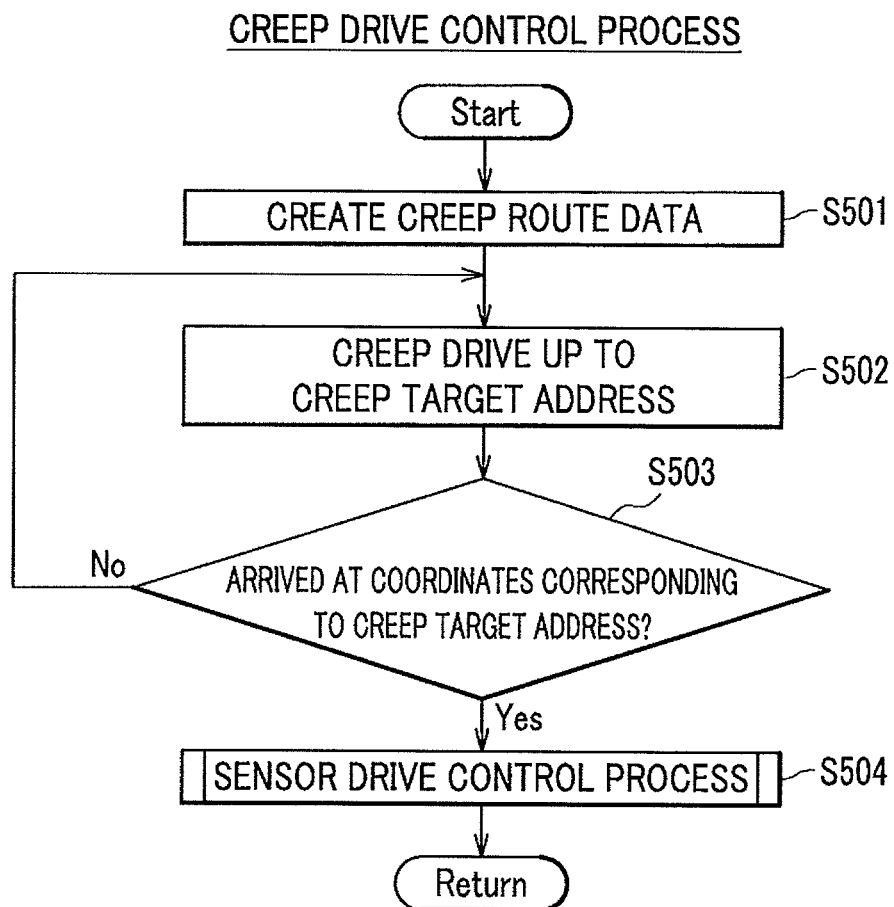 CREEP DRIVE CONTROL PROCESS
Start
CREATE CREEP ROUTE DATA
S501
CREEP DRIVE UP TO
CREEP TARGET ADDRESS
S502
S503
No
ARRIVED AT COORDINATES CORRESPONDING
TO CREEP TARGET ADDRESS?
Yes
SENSOR DRIVE CONTROL PROCESS
S504
Return